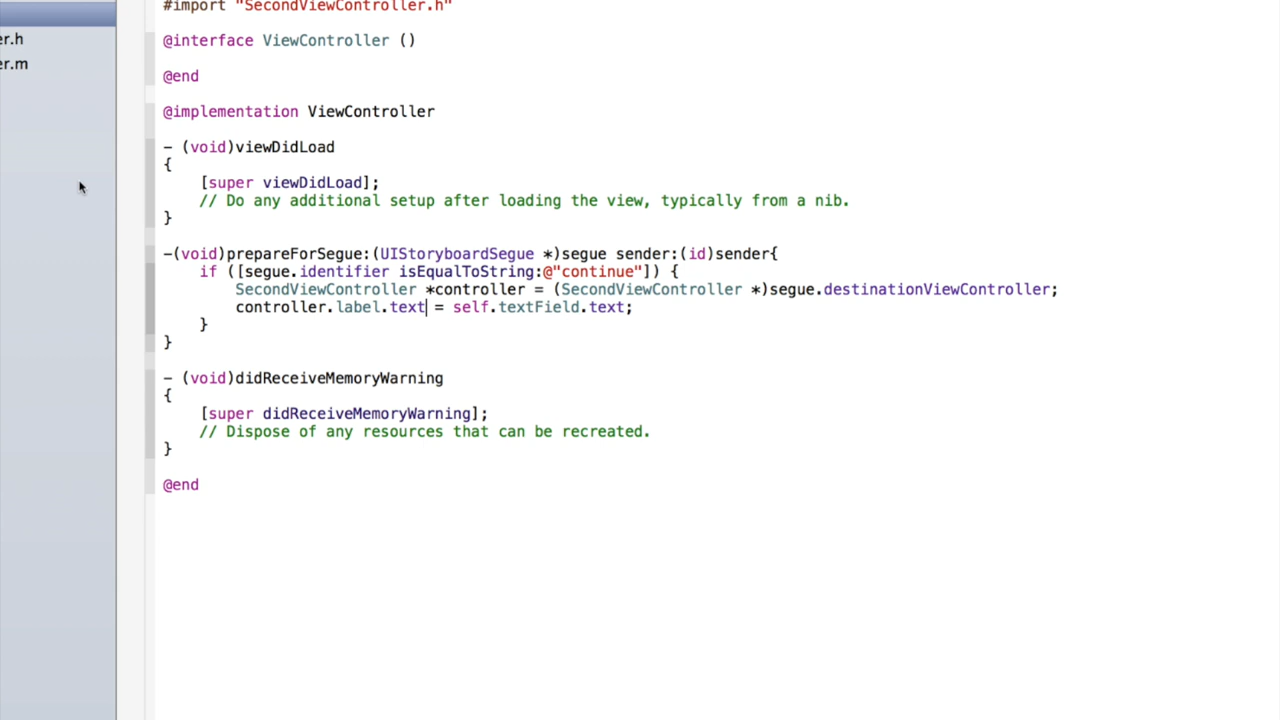 #import "SecondViewController.h"
er.h
@interface ViewController ()
er.m
@end
@implementation ViewController
- (void)viewDidLoad
{
[super viewDidLoad];
// Do any additional setup after loading the view, typically from a nib.
}
-(void)prepareForSegue:(UIStoryboardSegue *)segue sender:(id)sender{
if ([segue.identifier isEqualToString:@"continue"]) {
SecondViewController *controller = (SecondViewController *)segue.destinationViewController;
controller.label.text = self.textField.text;
}
}
- (void)didReceiveMemoryWarning
{
[super didReceiveMemoryWarning];
// Dispose of any resources that can be recreated.
}
@end